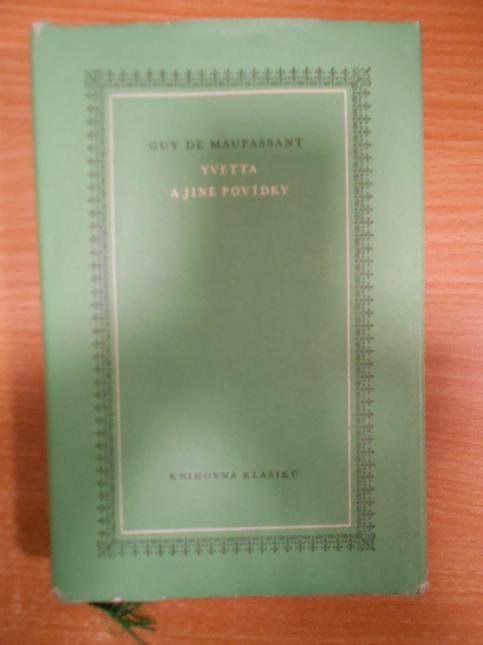 GUY DE MAUPASSANT
YVETTA
A JINÉ POVÍDKY
KNIHOVNA KLASIKŮ